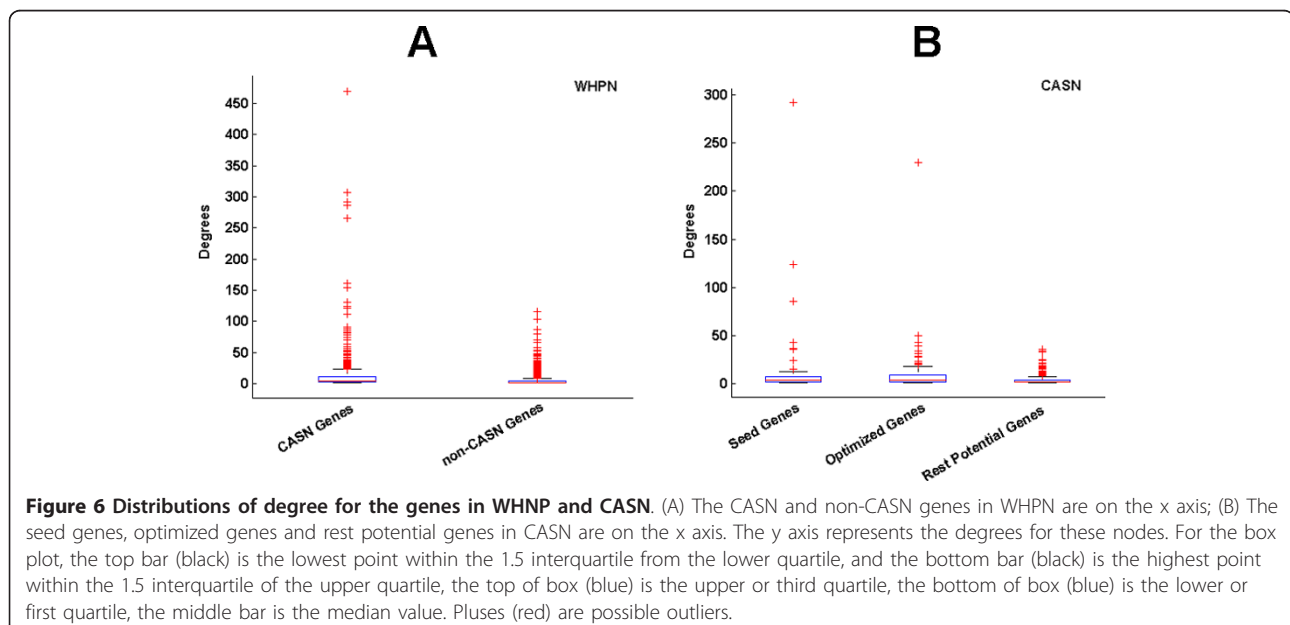 A
B
WHPN
CASN
450
400
350
300
250
200
150
100
50
0
Degrees
CASN Genes
non-CASN Genes
300
250
200
150
100
50
0
Degrees
Seed Genes
Optimized Genes
Rest Potential Genes
Figure 6 Distributions of degree for the genes in WHNP and CASN. (A) The CASN and non-CASN genes in WHPN are on the x axis; (B) The
seed genes, optimized genes and rest potential genes in CASN are on the x axis. The y axis represents the degrees for these nodes. For the box
plot, the top bar (black) is the lowest point within the 1.5 interquartile from the lower quartile, and the bottom bar (black) is the highest point
within the 1.5 interquartile of the upper quartile, the top of box (blue) is the upper or third quartile, the bottom of box (blue) is the lower or
first quartile, the middle bar is the median value. Pluses (red) are possible outliers.